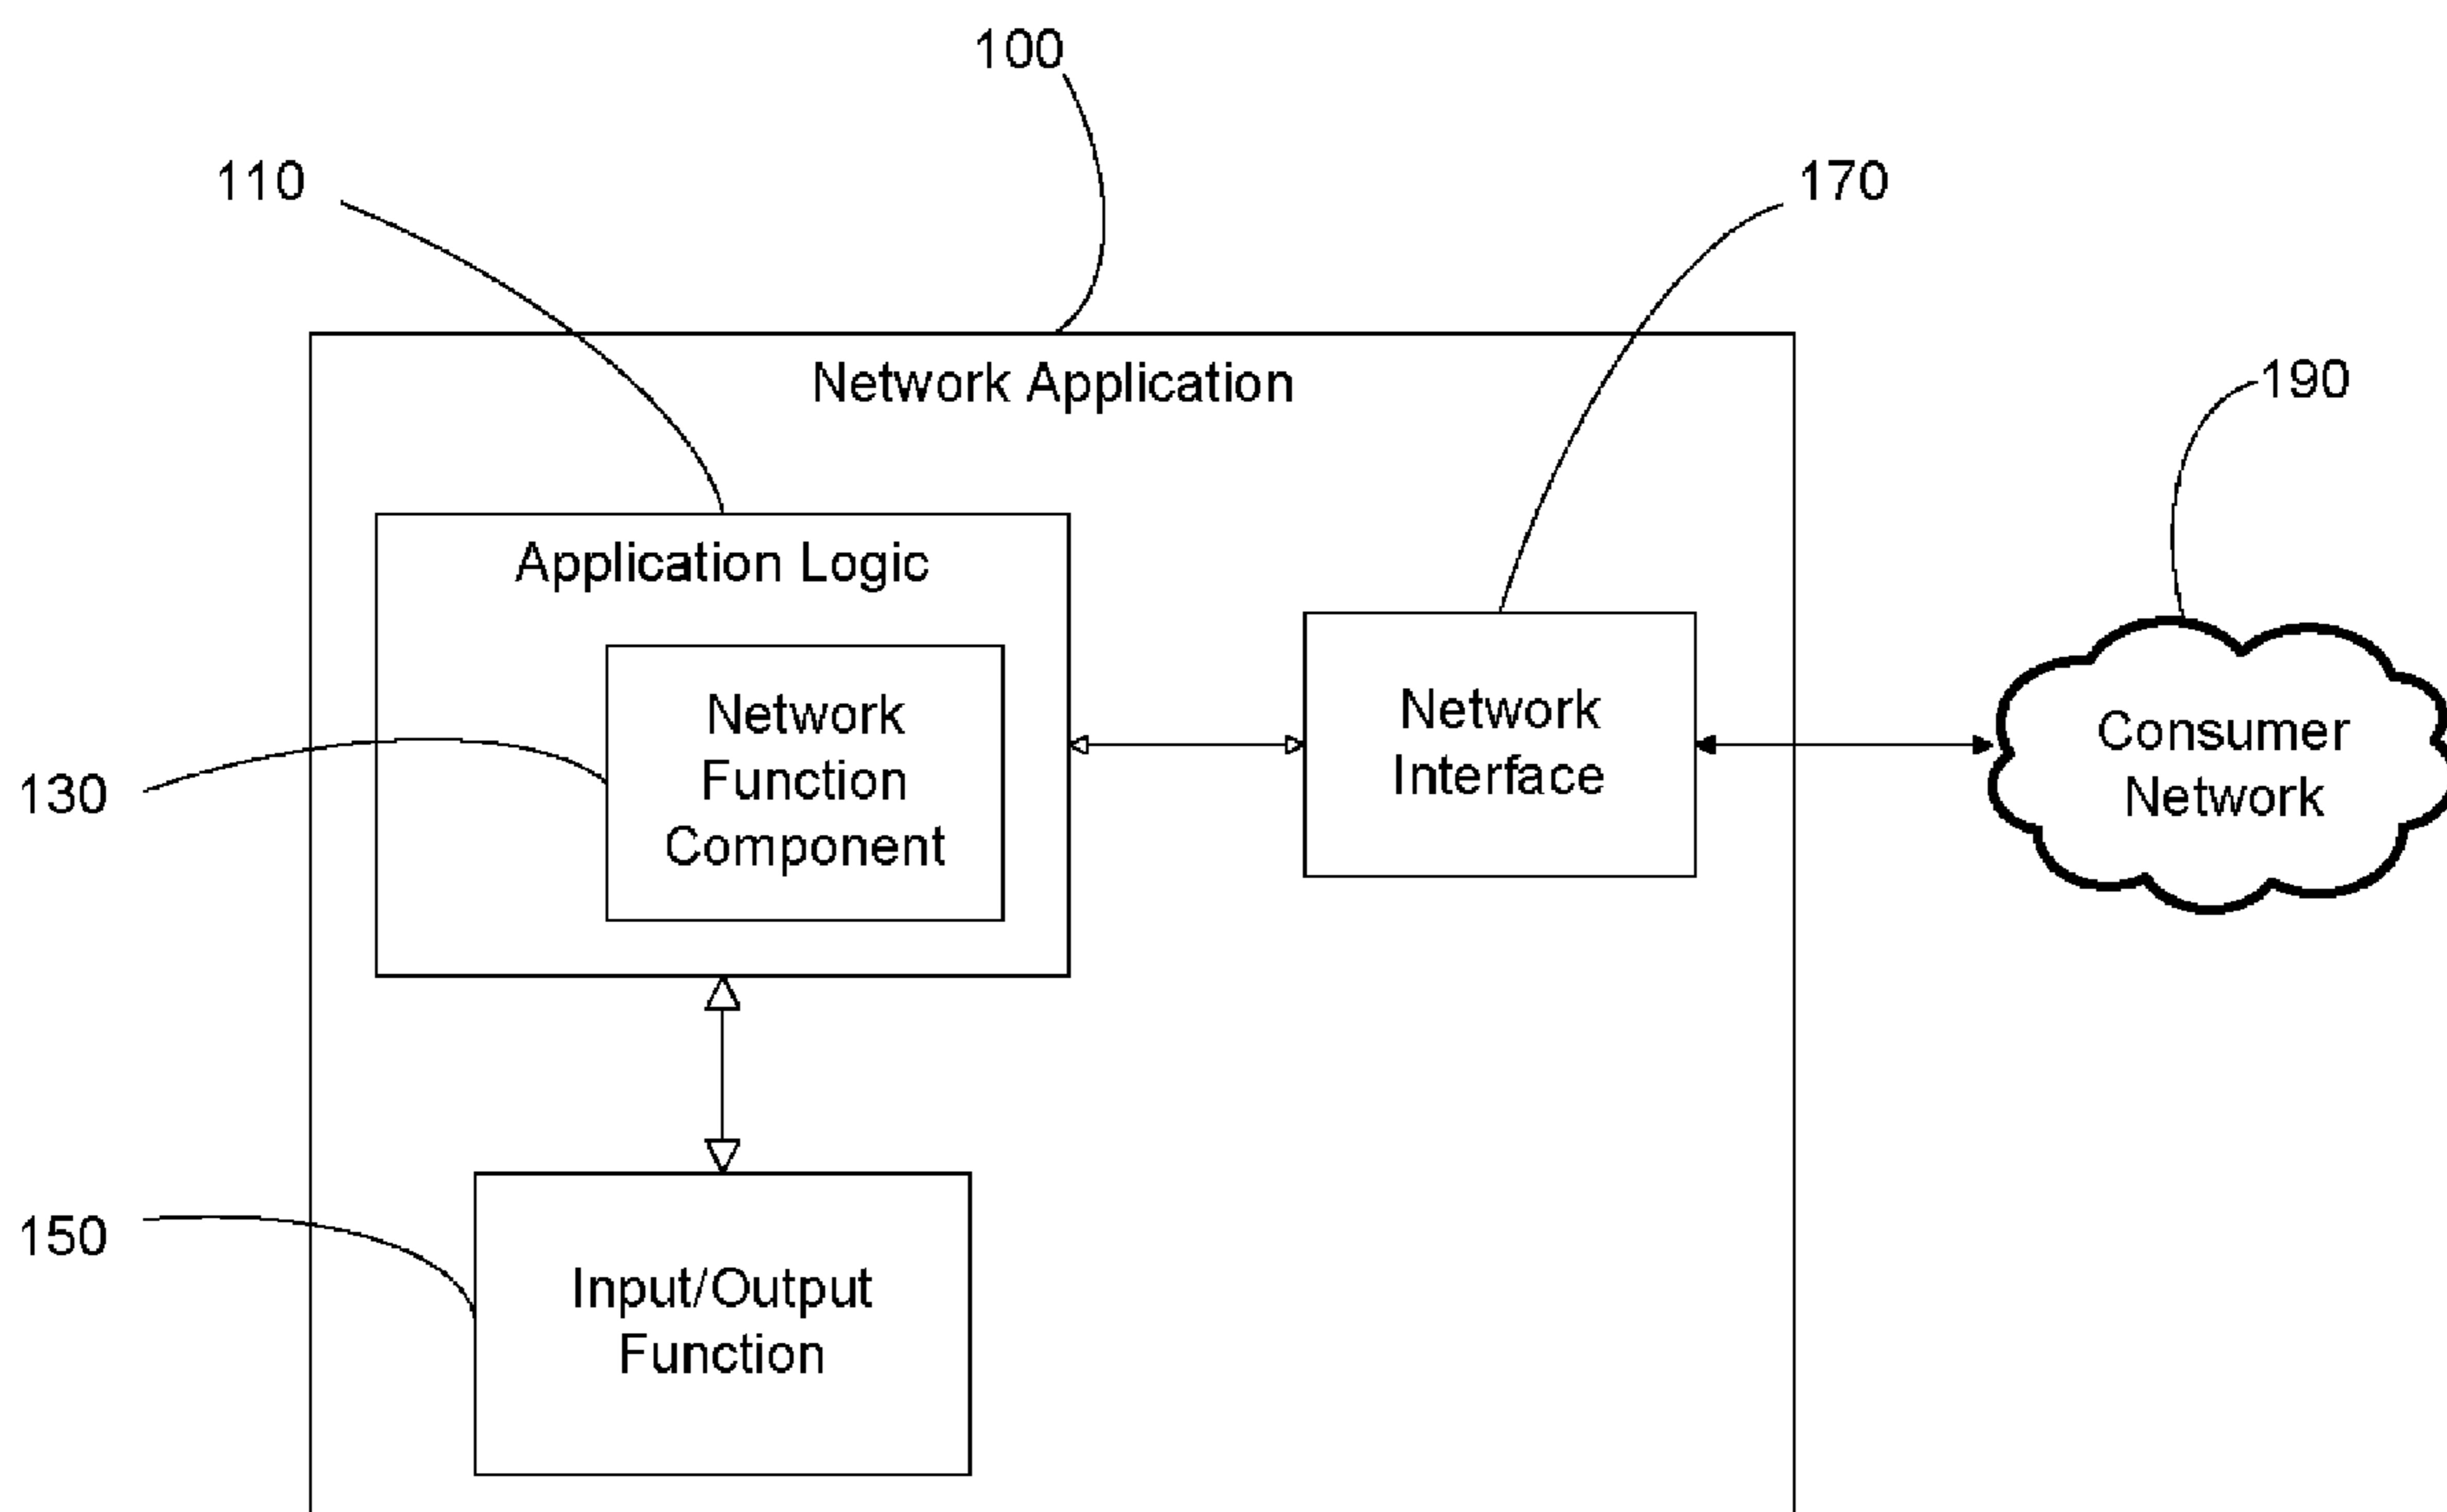 100
110
170
Network Application
190
Application Logic
Network
Function
Component
Network
Interface
Consumer
Network
130
150
Input/Output
Function